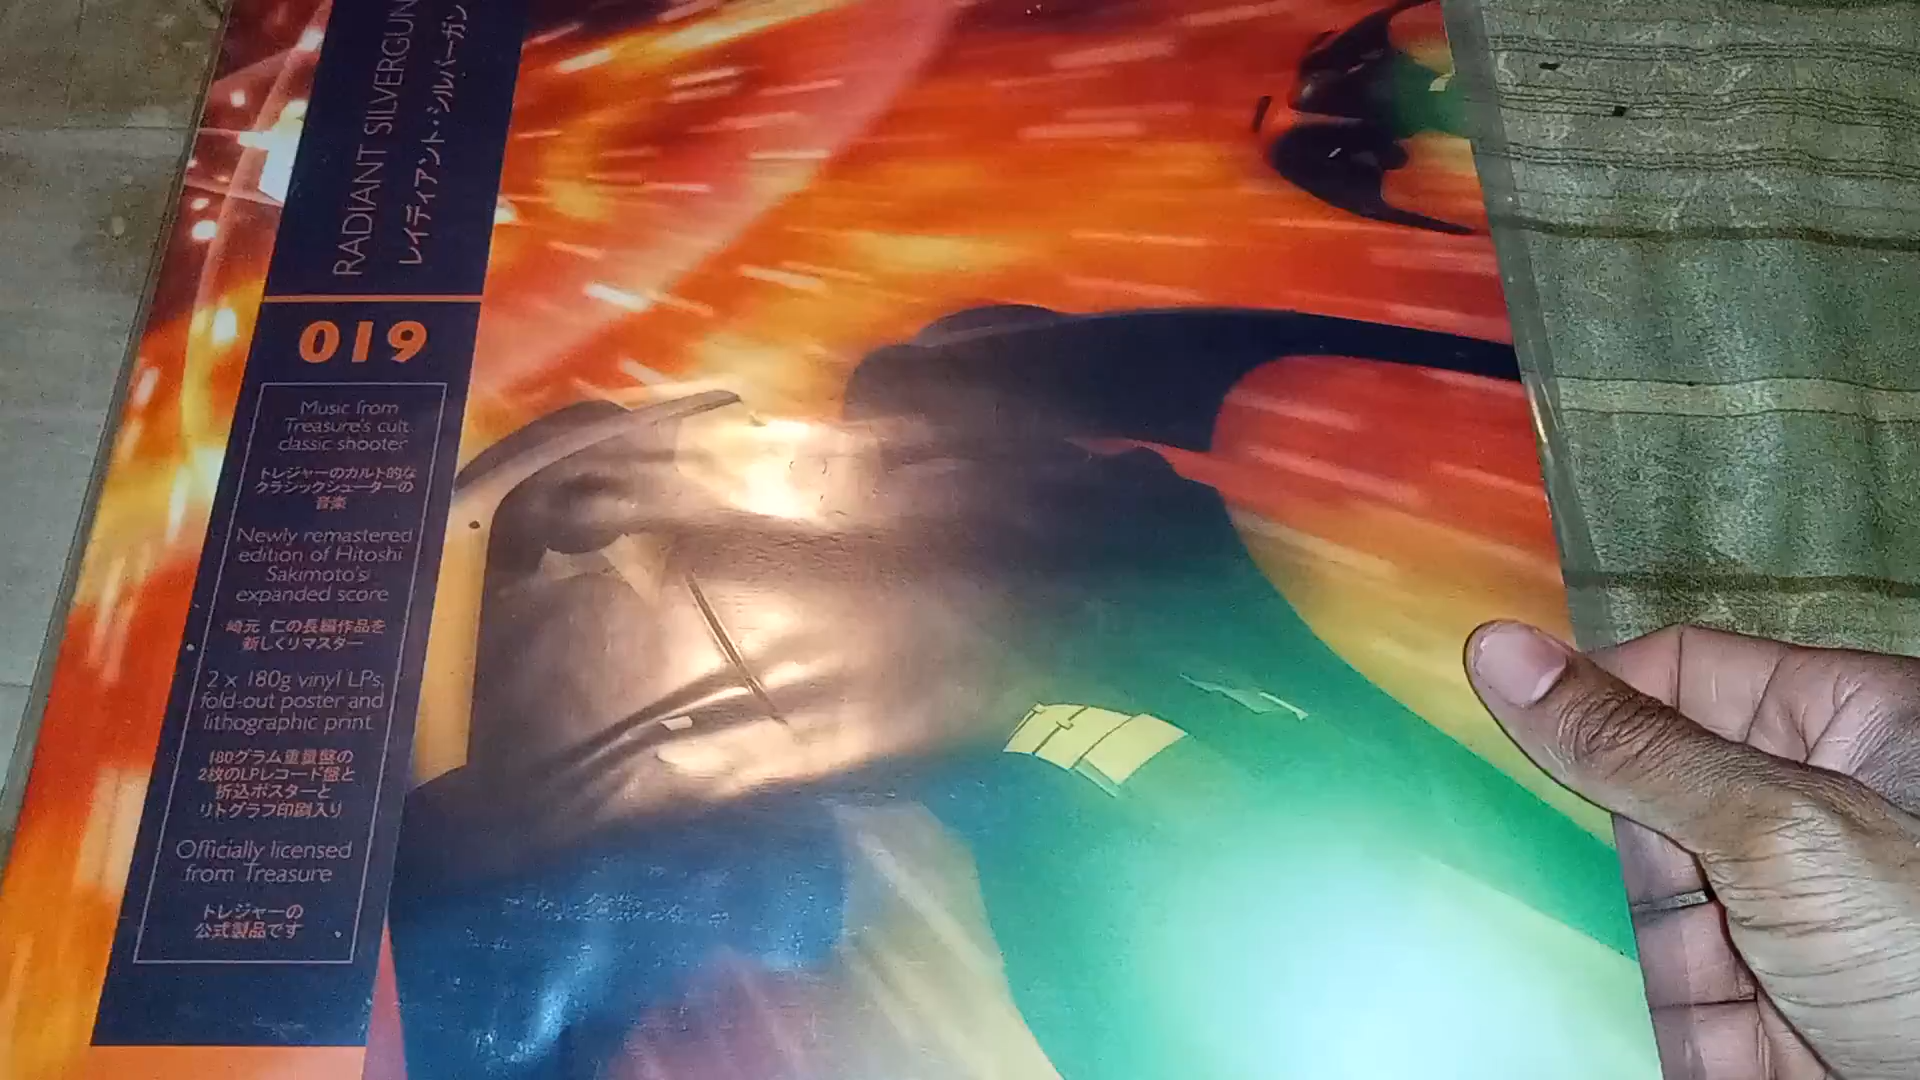 RADIANT SILVERGUN
レイディアント・シルバーガン
019
Music from
Treasure's cult
classic shooter
トレジャーのカルト的な
クラシックシューターの
音楽
Newly remastered
edition of Hitoshi
Sakimoto's
expanded score
崎元 仁の長編作品を
新しくリマスター
2 x 180g vinyl LPs,
fold-out poster and
lithographic print
180グラム重量盤の
2枚のLPレコード盤と
折込ポスターと
リトグラフ印刷入り
Officially licensed
from Treasure
トレジャーの
公式製品です